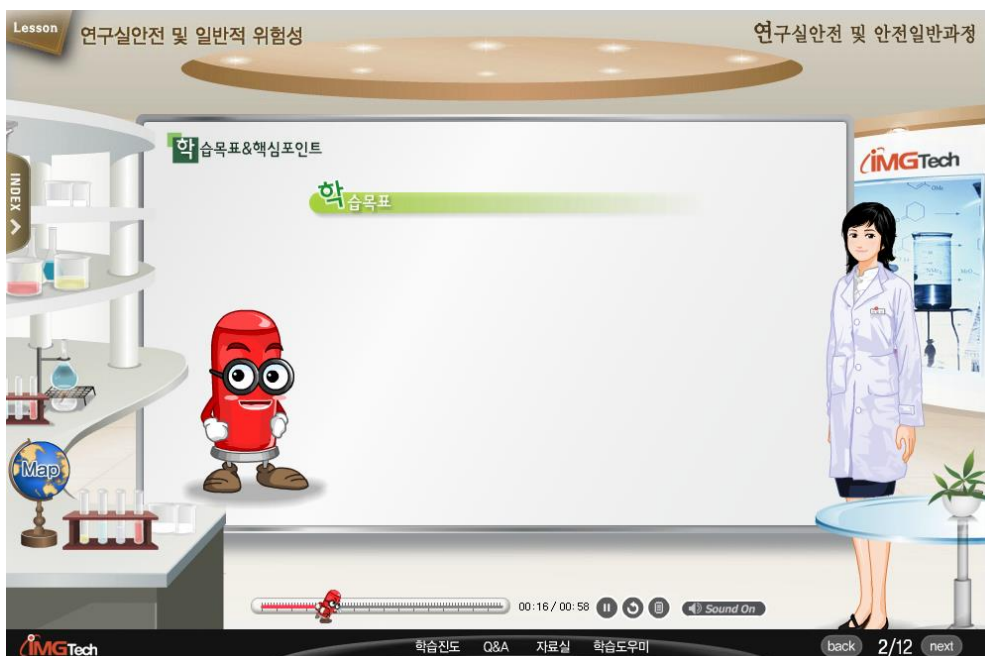 Lesson
연구실안전 및 일반적 위험성
연구실안전 및 안전일반과정
학습목표&핵심포인트
학습목표
iMGTech
INDEX
Map
00:16 / 00:58
Sound On
iMGTech
학습진도 Q&A 자료실 학습도우미
back 2/12 next